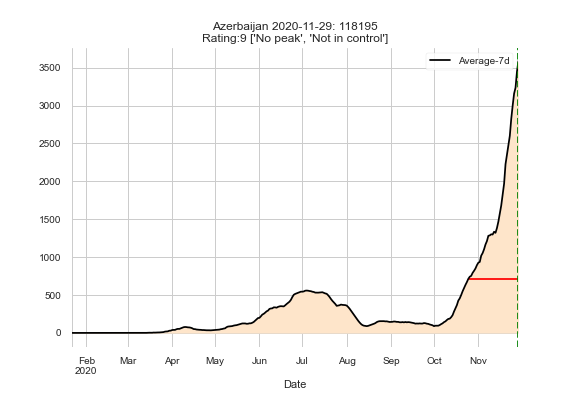 Azerbaijan 2020-11-29: 118195
Rating:9 ['No peak', 'Not in control']
Average-7d
3500
3000
2500
2000
1500
1000
500
0
Feb Mar Apr May Jun Jul Aug Sep Oct Nov
2020
Date